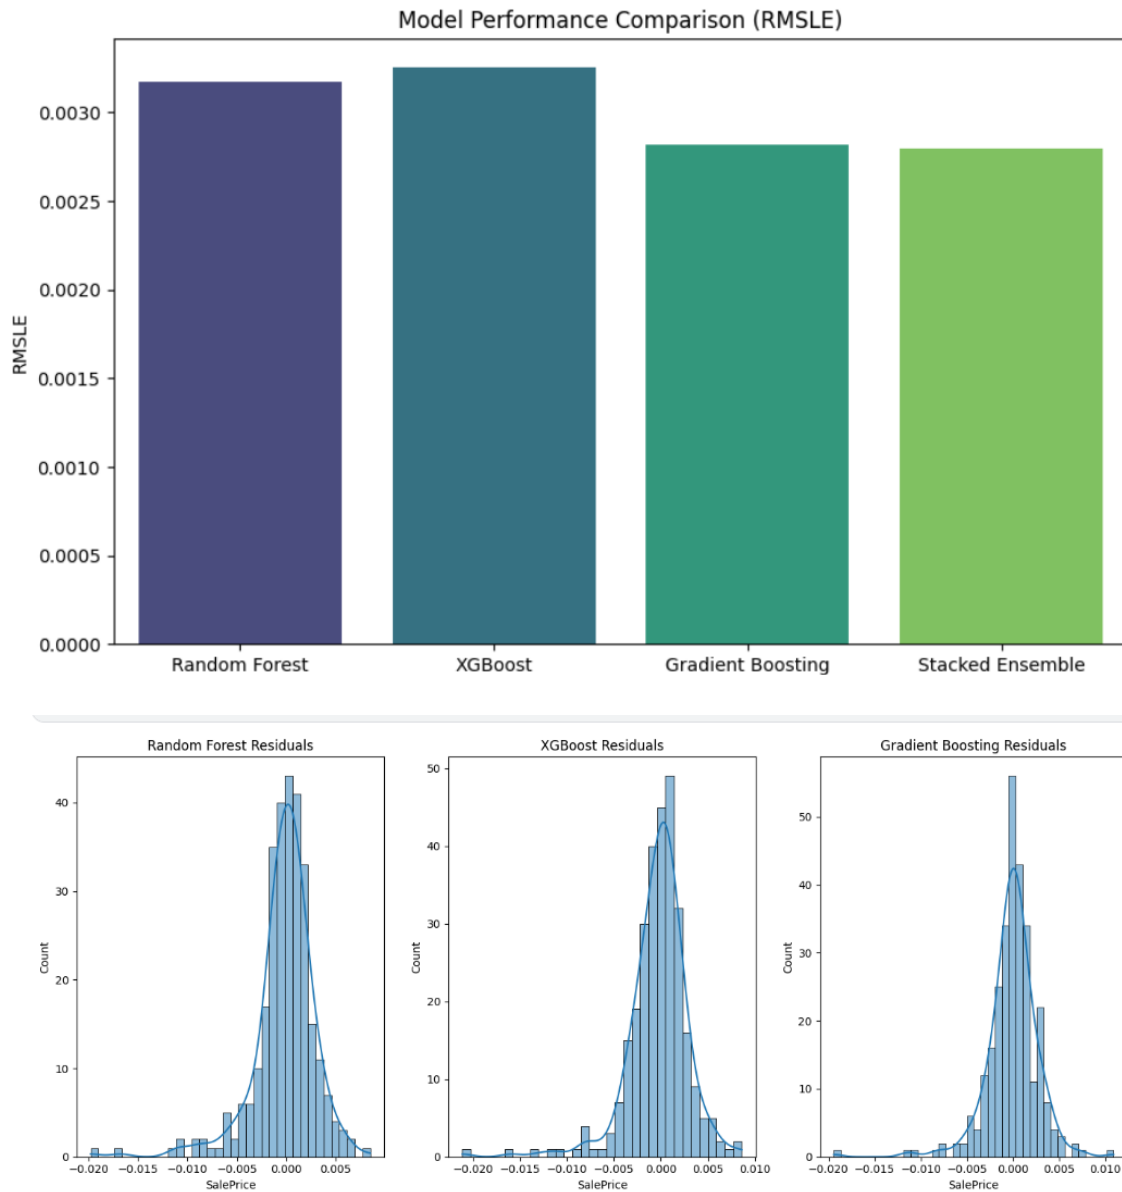 Model Performance Comparison (RMSLE)
0.0030
0.0025
0.0020
0.0015
0.0010
0.0005
0.0000
RMSLE
Random Forest XGBoost Gradient Boosting Stacked Ensemble
Random Forest Residuals
40
30
20
10
0
Count
−0.020 −0.015 −0.010 −0.005 0.000 0.005
SalePrice
XGBoost Residuals
50
40
30
20
10
0
Count
−0.020 −0.015 −0.010 −0.005 0.000 0.005 0.010
SalePrice
Gradient Boosting Residuals
50
40
30
20
10
0
Count
−0.020 −0.015 −0.010 −0.005 0.000 0.005 0.010
SalePrice